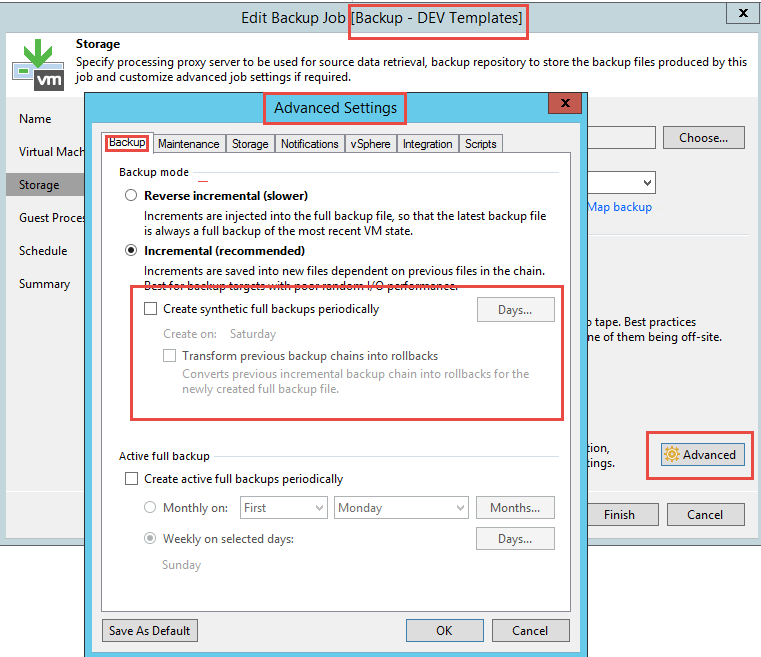 Edit Backup Job [Backup - DEV Templates]
X
Storage
Specify processing proxy server to be used for source data retrieval, backup repository to store the backup files produced by this
job and customize advanced job settings if required.
vm
Name
Virtual Mach
Storage
Guest Proces
Schedule
Summary
Choose...
Map backup
o tape. Best practices
ne of them being off-site.
tion,
tings.
Advanced
Finish
Cancel
Advanced Settings
x
Backup
Maintenance
Storage
Notifications
vSphere
Integration
Scripts
Backup mode
Reverse incremental (slower)
Increments are injected into the full backup file, so that the latest backup file
is always a full backup of the most recent VM state.
Incremental (recommended)
Increments are saved into new files dependent on previous files in the chain.
Best for backup targets with poor random I/O performance.
Create synthetic full backups periodically
Days...
Create on: Saturday
Transform previous backup chains into rollbacks
Converts previous incremental backup chain into rollbacks for the
newly created full backup file.
Active full backup
Create active full backups periodically
Monthly on: First Monday Months...
Weekly on selected days: Days...
Sunday
Save As Default
OK
Cancel